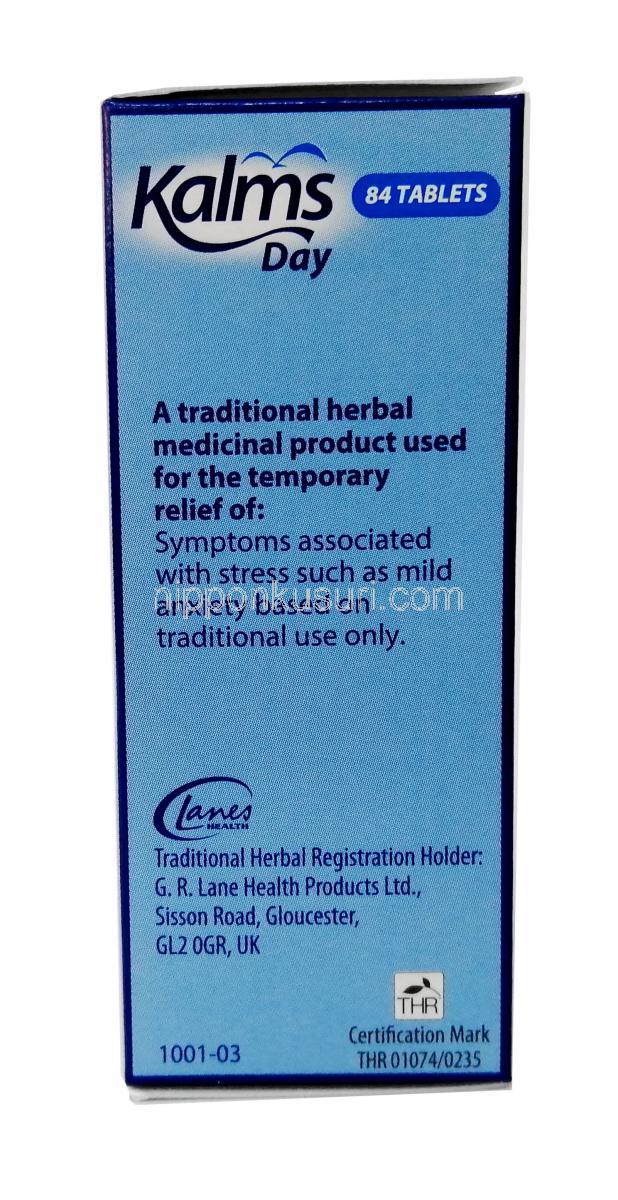 Kalms
Day
84 TABLETS
A traditional herbal
medicinal product used
for the temporary
relief of:
Symptoms associated
with stress such as mild
anxiety based on
nipponkusuri.com
traditional use only.
Lanes
HEALTH
Traditional Herbal Registration Holder:
G. R. Lane Health Products Ltd.,
Sisson Road, Gloucester,
GL2 0GR, UK
THR
Certification Mark
THR 01074/0235
1001-03